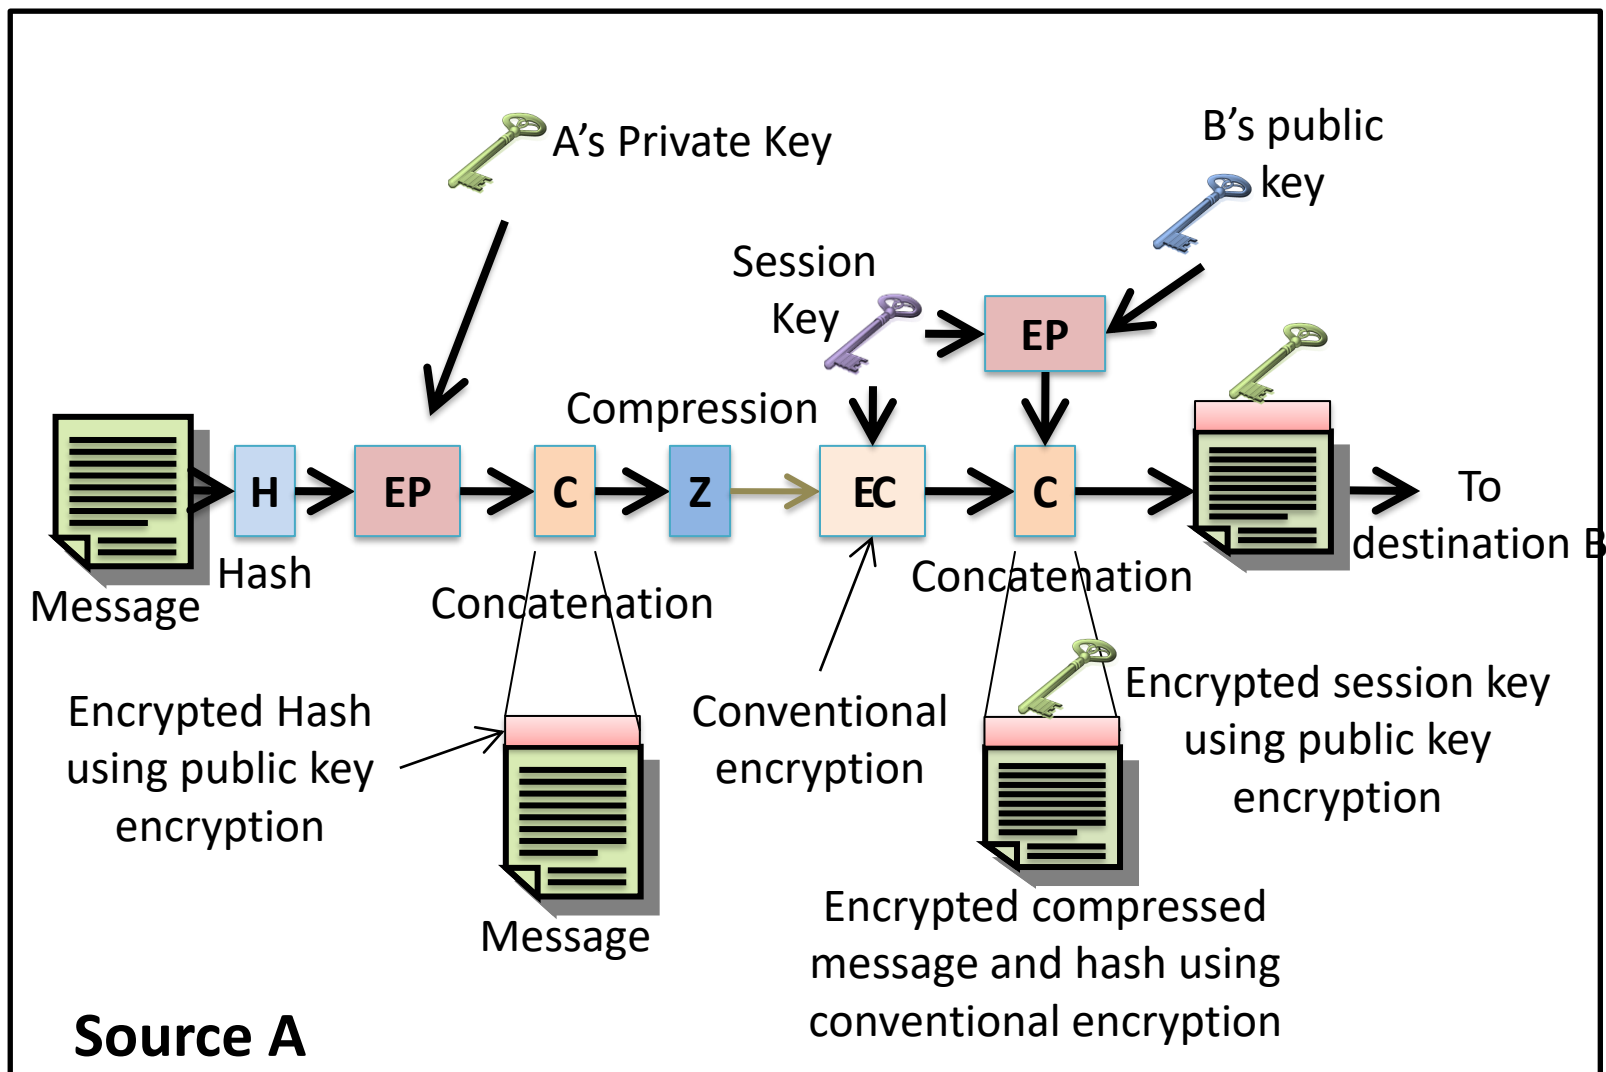 A's Private Key
B's public
key
Session
Key
EP
Compression
H
EP
C
Z
EC
C
To
destination B
Hash
Message
Concatenation
Concatenation
Encrypted Hash
using public key
encryption
Conventional
encryption
Encrypted session key
using public key
encryption
Message
Encrypted compressed
message and hash using
conventional encryption
Source A